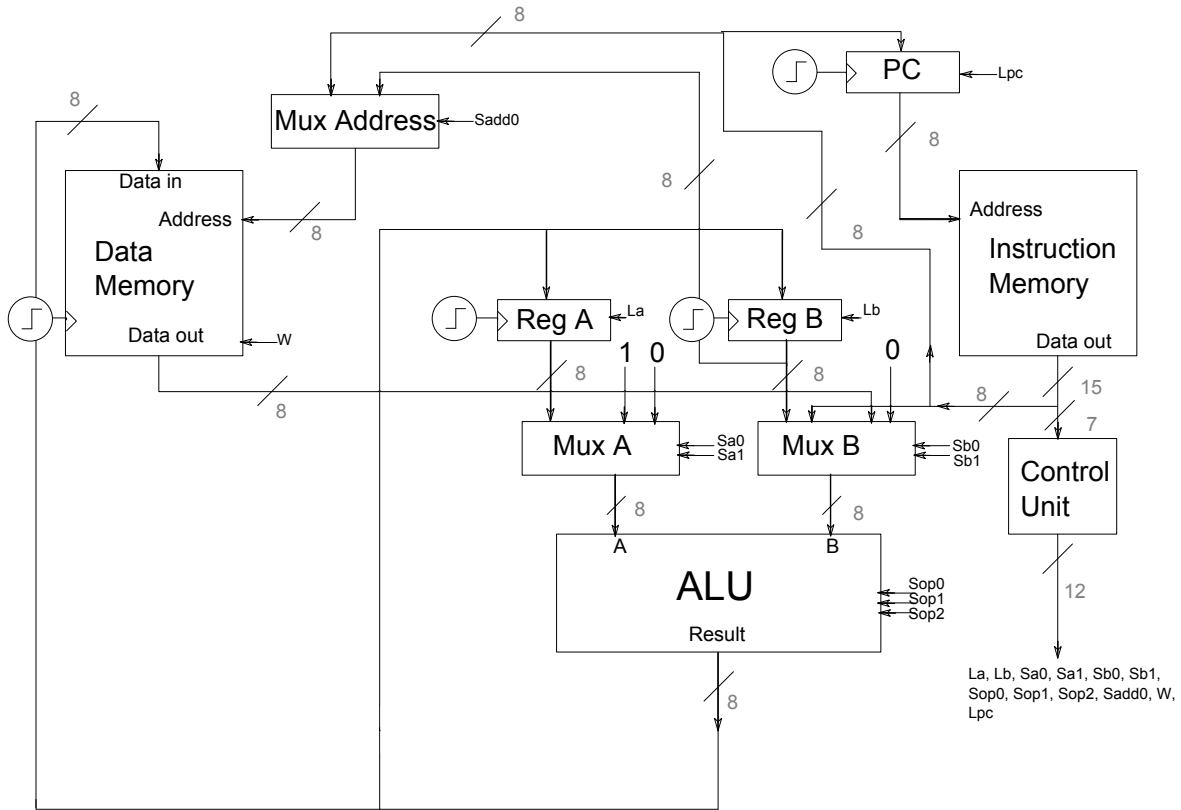 8
8
PC
Lpc
8
Mux Address
Sadd0
8
8
Data in
Address
8
8
8
Address
Data
Memory
Instruction
Memory
Data out
W
Reg A
La
Reg B
Lb
Data out
1 0
0
8
8
8
8
15
7
Mux A
Sa0
Sa1
Mux B
Sb0
Sb1
Control
Unit
8
8
A
B
ALU
Sop0
Sop1
Sop2
Result
12
8
La, Lb, Sa0, Sa1, Sb0, Sb1,
Sop0, Sop1, Sop2, Sadd0, W,
Lpc